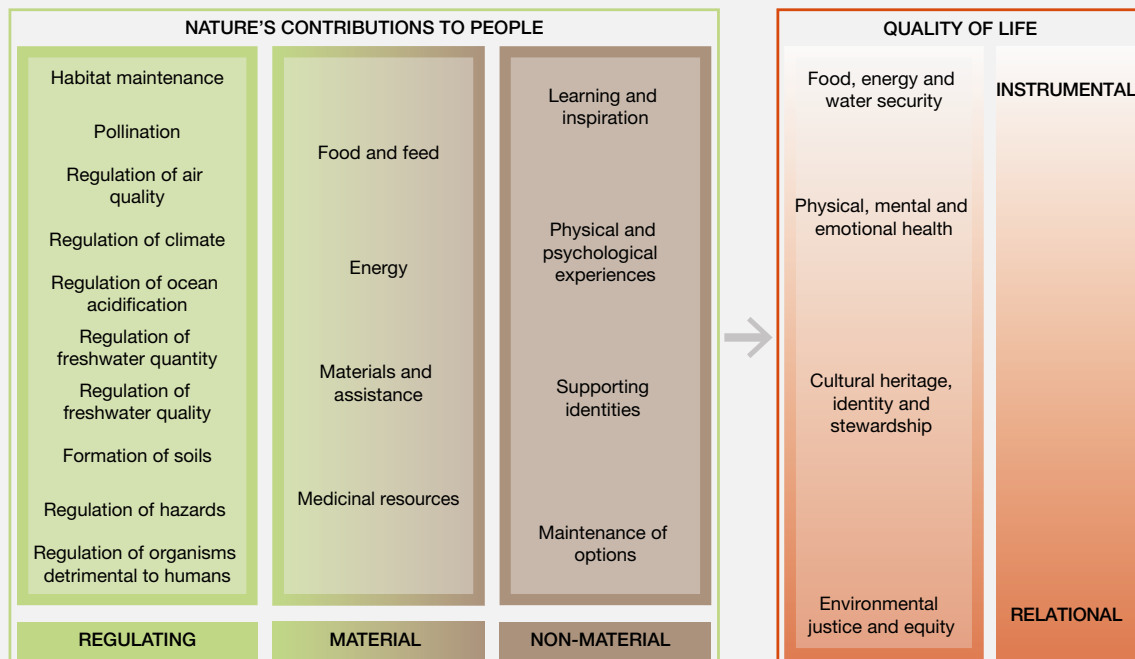 NATURE'S CONTRIBUTIONS TO PEOPLE
Habitat maintenance
Pollination
Regulation of air
quality
Regulation of climate
Regulation of ocean
acidification
Regulation of
freshwater quantity
Regulation of
freshwater quality
Formation of soils
Regulation of hazards
Regulation of organisms
detrimental to humans
REGULATING
Food and feed
Energy
Materials and
assistance
Medicinal resources
MATERIAL
Learning and
inspiration
Physical and
psychological
experiences
Supporting
identities
Maintenance of
options
NON-MATERIAL
QUALITY OF LIFE
Food, energy and
water security
Physical, mental and
emotional health
Cultural heritage,
identity and
stewardship
Environmental
justice and equity
INSTRUMENTAL
RELATIONAL